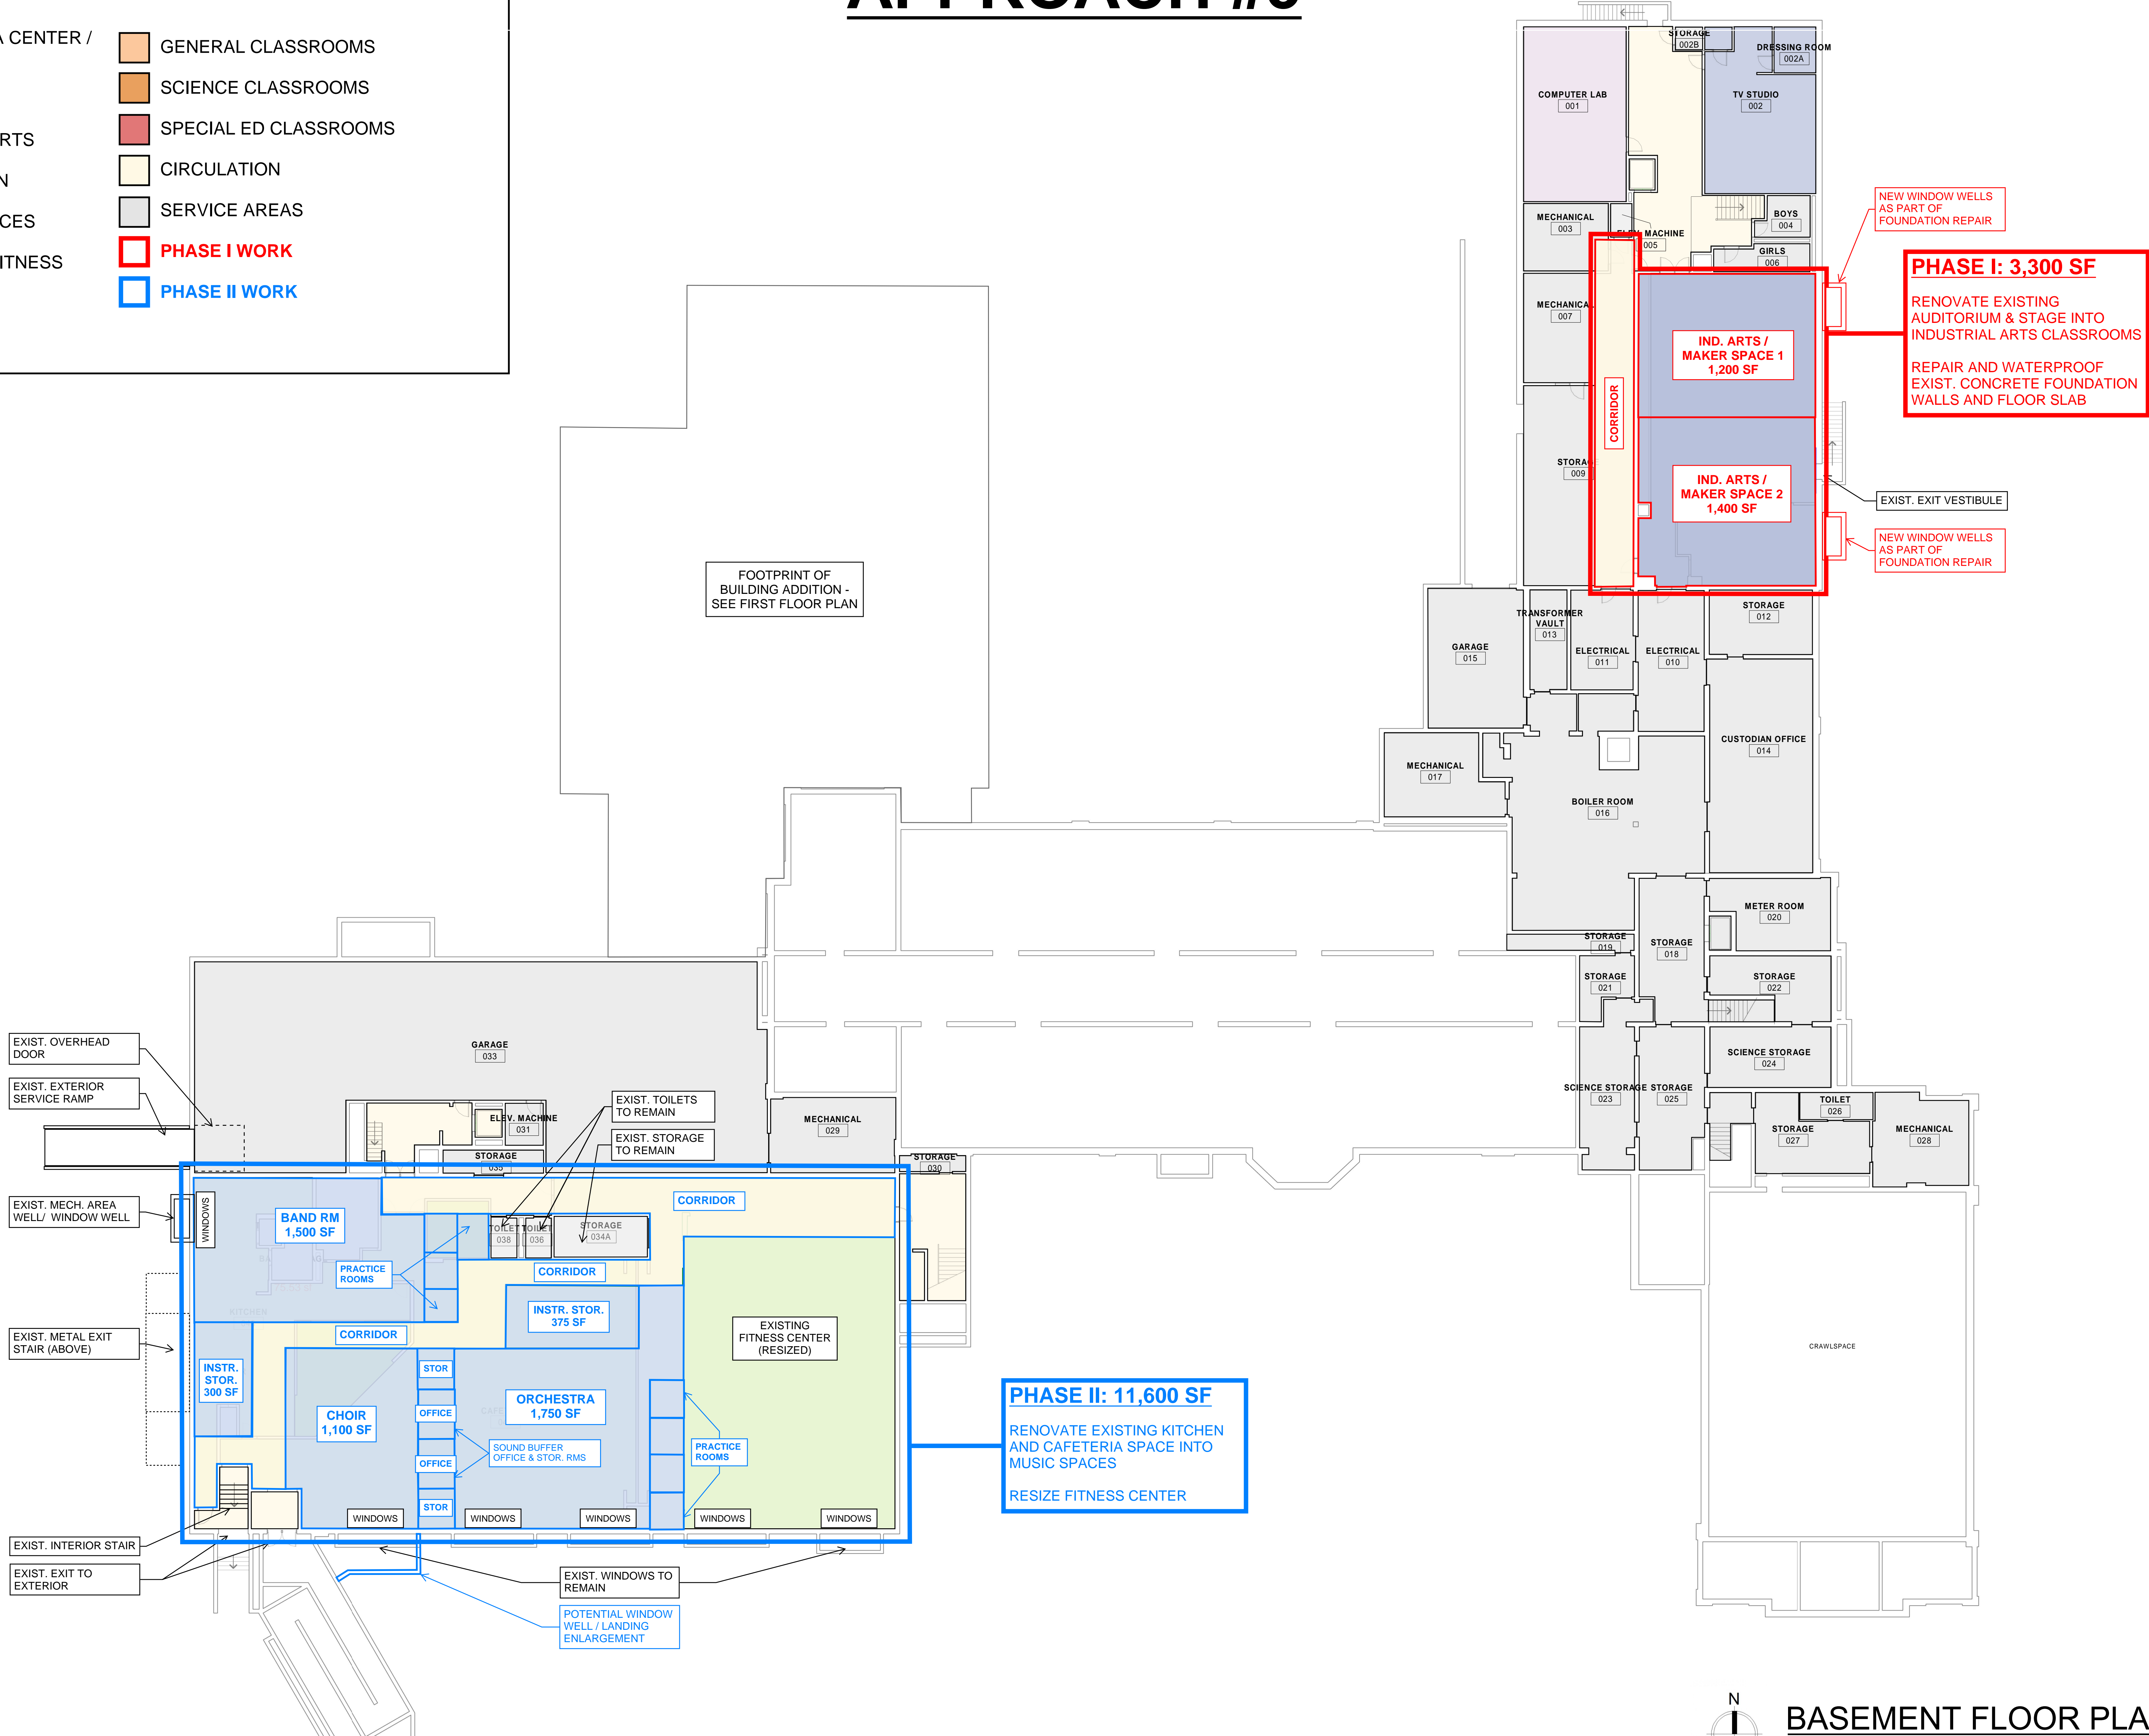 APPROACH #3
A CENTER /
RTS
N
CES
ITNESS
GENERAL CLASSROOMS
SCIENCE CLASSROOMS
SPECIAL ED CLASSROOMS
CIRCULATION
SERVICE AREAS
PHASE I WORK
PHASE II WORK
STORAGE
002B
DRESSING ROOM
002A
COMPUTER LAB
001
TV STUDIO
002
MECHANICAL
003
BOYS
004
ELEV. MACHINE
005
GIRLS
006
NEW WINDOW WELLS
AS PART OF
FOUNDATION REPAIR
PHASE I: 3,300 SF
RENOVATE EXISTING
AUDITORIUM & STAGE INTO
INDUSTRIAL ARTS CLASSROOMS
REPAIR AND WATERPROOF
EXIST. CONCRETE FOUNDATION
WALLS AND FLOOR SLAB
MECHANICAL
007
IND. ARTS /
MAKER SPACE 1
1,200 SF
CORRIDOR
STORAGE
009
IND. ARTS /
MAKER SPACE 2
1,400 SF
EXIST. EXIT VESTIBULE
NEW WINDOW WELLS
AS PART OF
FOUNDATION REPAIR
FOOTPRINT OF
BUILDING ADDITION -
SEE FIRST FLOOR PLAN
TRANSFORMER
VAULT
013
STORAGE
012
GARAGE
015
ELECTRICAL
011
ELECTRICAL
010
CUSTODIAN OFFICE
014
MECHANICAL
017
BOILER ROOM
016
METER ROOM
020
STORAGE
019
STORAGE
018
STORAGE
021
STORAGE
022
SCIENCE STORAGE
024
SCIENCE STORAGE
023
STORAGE
025
TOILET
026
STORAGE
027
MECHANICAL
028
CRAWLSPACE
EXIST. OVERHEAD
DOOR
GARAGE
033
EXIST. EXTERIOR
SERVICE RAMP
ELEV. MACHINE
031
EXIST. TOILETS
TO REMAIN
EXIST. STORAGE
TO REMAIN
MECHANICAL
029
STORAGE
035
STORAGE
030
EXIST. MECH. AREA
WELL/ WINDOW WELL
WINDOWS
BAND RM
1,500 SF
CORRIDOR
TOILET
038
TOILET
036
STORAGE
034A
PRACTICE
ROOMS
CORRIDOR
KITCHEN
INSTR. STOR.
375 SF
EXISTING
FITNESS CENTER
(RESIZED)
EXIST. METAL EXIT
STAIR (ABOVE)
CORRIDOR
INSTR.
STOR.
300 SF
STOR
CHOIR
1,100 SF
OFFICE
ORCHESTRA
1,750 SF
SOUND BUFFER
OFFICE & STOR. RMS
OFFICE
PRACTICE
ROOMS
STOR
WINDOWS
WINDOWS
WINDOWS
WINDOWS
WINDOWS
PHASE II: 11,600 SF
RENOVATE EXISTING KITCHEN
AND CAFETERIA SPACE INTO
MUSIC SPACES
RESIZE FITNESS CENTER
EXIST. INTERIOR STAIR
EXIST. EXIT TO
EXTERIOR
EXIST. WINDOWS TO
REMAIN
POTENTIAL WINDOW
WELL / LANDING
ENLARGEMENT
N
BASEMENT FLOOR PLA